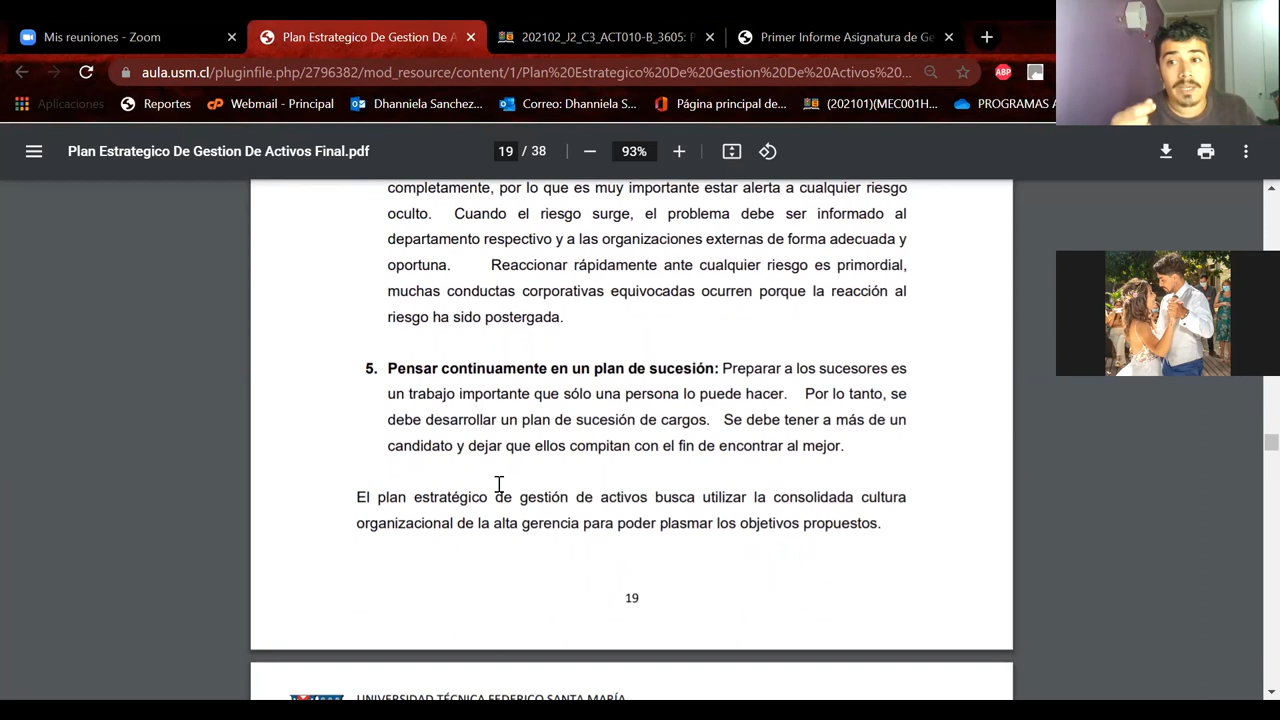 Mis reuniones - Zoom
Plan Estrategico De Gestion De A
202102_J2_C3_ACT010-B_3605: P
Primer Informe Asignatura de Ge
aula.usm.cl/pluginfile.php/2796382/mod_resource/content/1/Plan%20Estrategico%20De%20Gestion%20De%20Activos%20...
ABP
Aplicaciones
Reportes
Webmail - Principal
Dhanniela Sanchez...
Correo: Dhanniela S...
Página principal de...
(202101)(MEC001H...
PROGRAMAS A
Plan Estrategico De Gestion De Activos Final.pdf
19 / 38
93%
completamente, por lo que es muy importante estar alerta a cualquier riesgo
oculto. Cuando el riesgo surge, el problema debe ser informado al
departamento respectivo y a las organizaciones externas de forma adecuada y
oportuna. Reaccionar rápidamente ante cualquier riesgo es primordial,
muchas conductas corporativas equivocadas ocurren porque la reacción al
riesgo ha sido postergada.
5. Pensar continuamente en un plan de sucesión: Preparar a los sucesores es
un trabajo importante que sólo una persona lo puede hacer. Por lo tanto, se
debe desarrollar un plan de sucesión de cargos. Se debe tener a más de un
candidato y dejar que ellos compitan con el fin de encontrar al mejor.
El plan estratégico de gestión de activos busca utilizar la consolidada cultura
organizacional de la alta gerencia para poder plasmar los objetivos propuestos.
19
UNIVERSIDAD TÉCNICA FEDERICO SANTA MARÍA